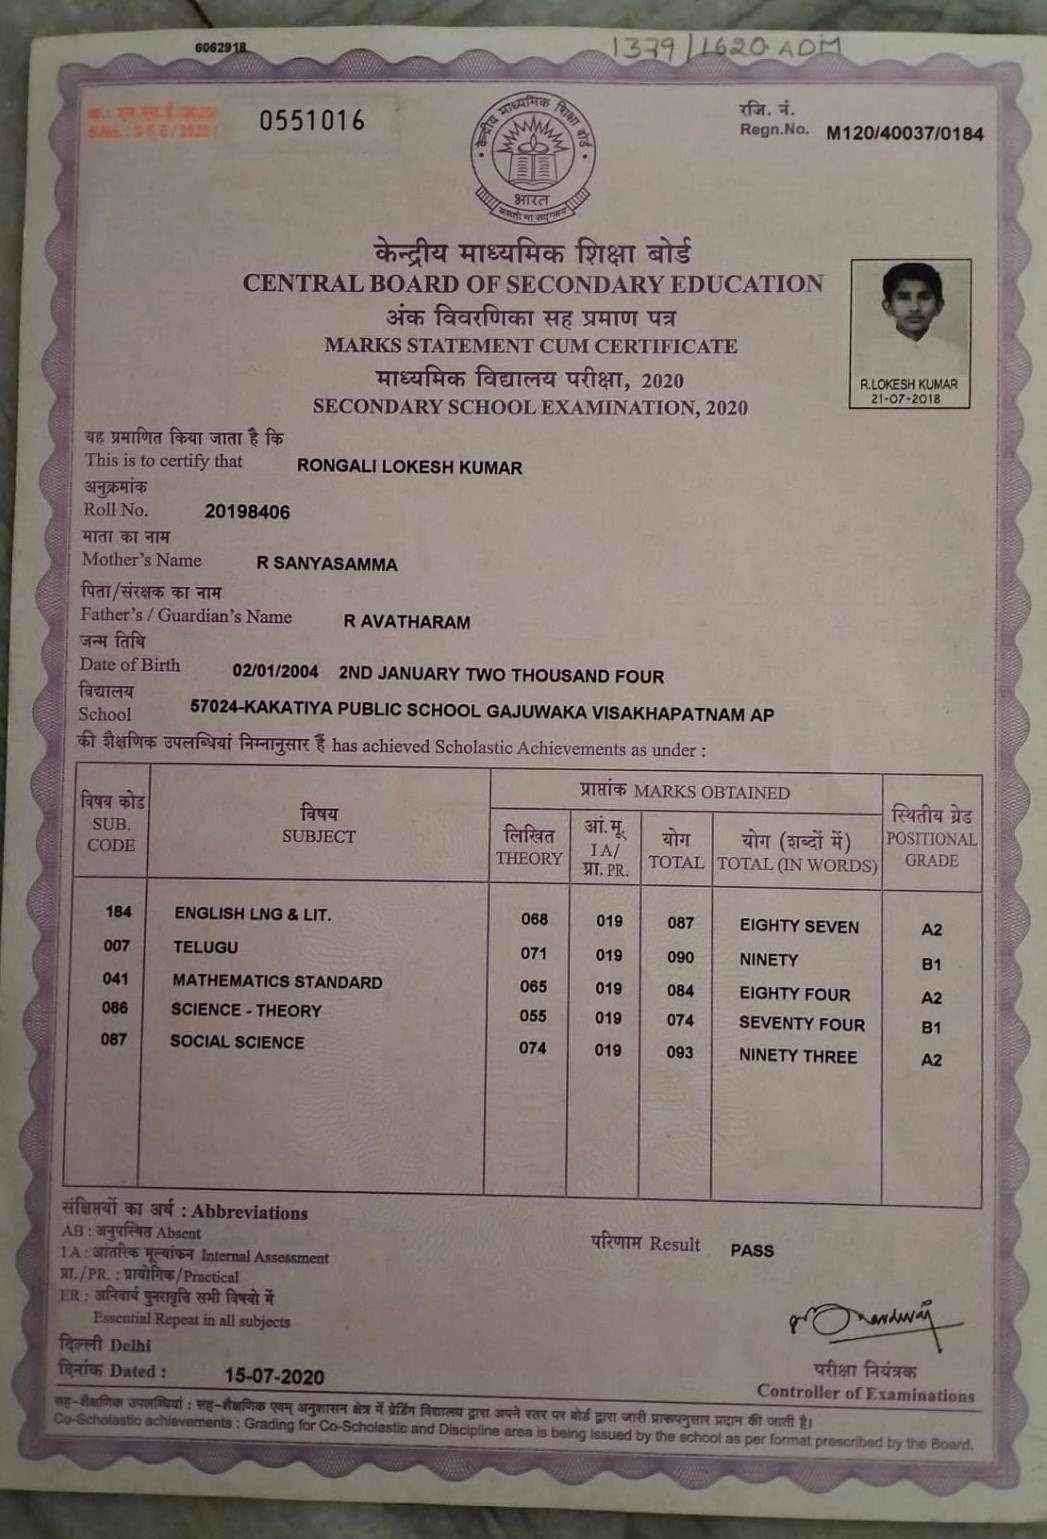 6062918
1379/1620 ADM
क्र.: एस.एस.ई./2020/
S.No.: SSE/2020/
0551016
रजि. नं.
Regn.No. M120/40037/0184
केन्द्रीय माध्यमिक शिक्षा बोर्ड
भारत
असतो मा सद्गमय
केन्द्रीय माध्यमिक शिक्षा बोर्ड
CENTRAL BOARD OF SECONDARY EDUCATION
अंक विवरणिका सह प्रमाण पत्र
MARKS STATEMENT CUM CERTIFICATE
माध्यमिक विद्यालय परीक्षा, 2020
SECONDARY SCHOOL EXAMINATION, 2020
R.LOKESH KUMAR
21-07-2018
यह प्रमाणित किया जाता है कि
This is to certify that RONGALI LOKESH KUMAR
अनुक्रमांक
Roll No. 20198406
माता का नाम
Mother's Name R SANYASAMMA
पिता/संरक्षक का नाम
Father's / Guardian's Name R AVATHARAM
जन्म तिथि
Date of Birth 02/01/2004 2ND JANUARY TWO THOUSAND FOUR
विद्यालय
School 57024-KAKATIYA PUBLIC SCHOOL GAJUWAKA VISAKHAPATNAM AP
की शैक्षणिक उपलब्धियां निम्नानुसार हैं has achieved Scholastic Achievements as under :
विषय कोड SUB. CODE
विषय SUBJECT
प्राप्तांक MARKS OBTAINED
लिखित THEORY
आं.मू. I A/ प्रा. PR.
योग TOTAL
योग (शब्दों में) TOTAL (IN WORDS)
स्थितीय ग्रेड POSITIONAL GRADE
184 ENGLISH LNG & LIT. 068 019 087 EIGHTY SEVEN A2
007 TELUGU 071 019 090 NINETY B1
041 MATHEMATICS STANDARD 065 019 084 EIGHTY FOUR A2
086 SCIENCE - THEORY 055 019 074 SEVENTY FOUR B1
087 SOCIAL SCIENCE 074 019 093 NINETY THREE A2
संक्षिप्तियों का अर्थ : Abbreviations
AB : अनुपस्थित Absent
I A : आंतरिक मूल्यांकन Internal Assessment
प्रा./PR. : प्रायोगिक/Practical
ER : अनिवार्य पुनरावृत्ति सभी विषयो में
Essential Repeat in all subjects
परिणाम Result PASS
दिल्ली Delhi
दिनांक Dated : 15-07-2020
परीक्षा नियंत्रक
Controller of Examinations
सह-शैक्षणिक उपलब्धियां : सह-शैक्षणिक एवम् अनुशासन क्षेत्र में ग्रेडिंग विद्यालय द्वारा अपने स्तर पर बोर्ड द्वारा जारी प्रारूपनुसार प्रदान की जाती है।
Co-Scholastic achievements : Grading for Co-Scholastic and Discipline area is being issued by the school as per format prescribed by the Board.